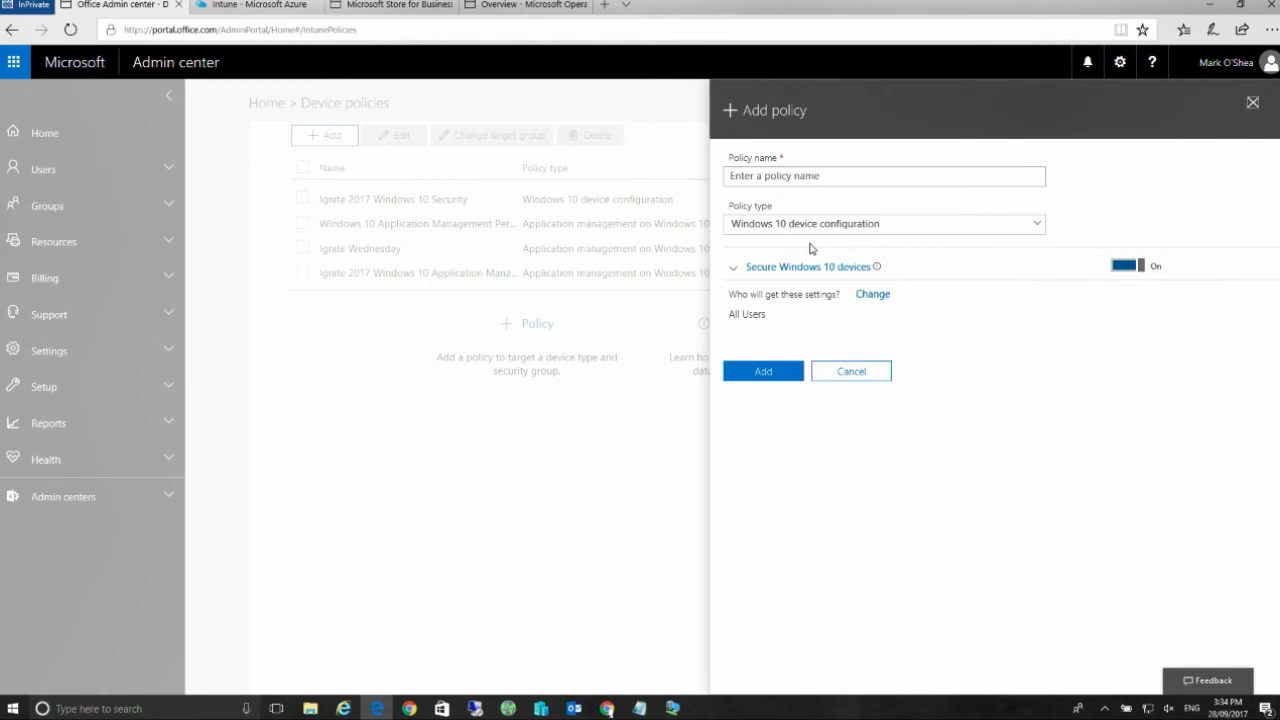 InPrivate
Office Admin center - D
Intune - Microsoft Azure
Microsoft Store for Business
Overview - Microsoft Opera
https://portal.office.com/AdminPortal/Home#/IntunePolicies
Microsoft
Admin center
Mark O'Shea
Home
Users
Groups
Resources
Billing
Support
Settings
Setup
Reports
Health
Admin centers
Home > Device policies
Add
Edit
Change target group
Delete
Name
Policy type
Ignite 2017 Windows 10 Security
Windows 10 device configuration
Windows 10 Application Management Per...
Application management on Windows 10
Ignite Wednesday
Application management on Windows 10
Ignite 2017 Windows 10 Application Mana...
Application management on Windows 10
Policy
Add a policy to target a device type and
security group.
Learn ho
data
Add policy
Policy name *
Enter a policy name
Policy type
Windows 10 device configuration
Secure Windows 10 devices
On
Who will get these settings? Change
All Users
Add
Cancel
Feedback
Type here to search
ENG
3:34 PM
28/09/2017